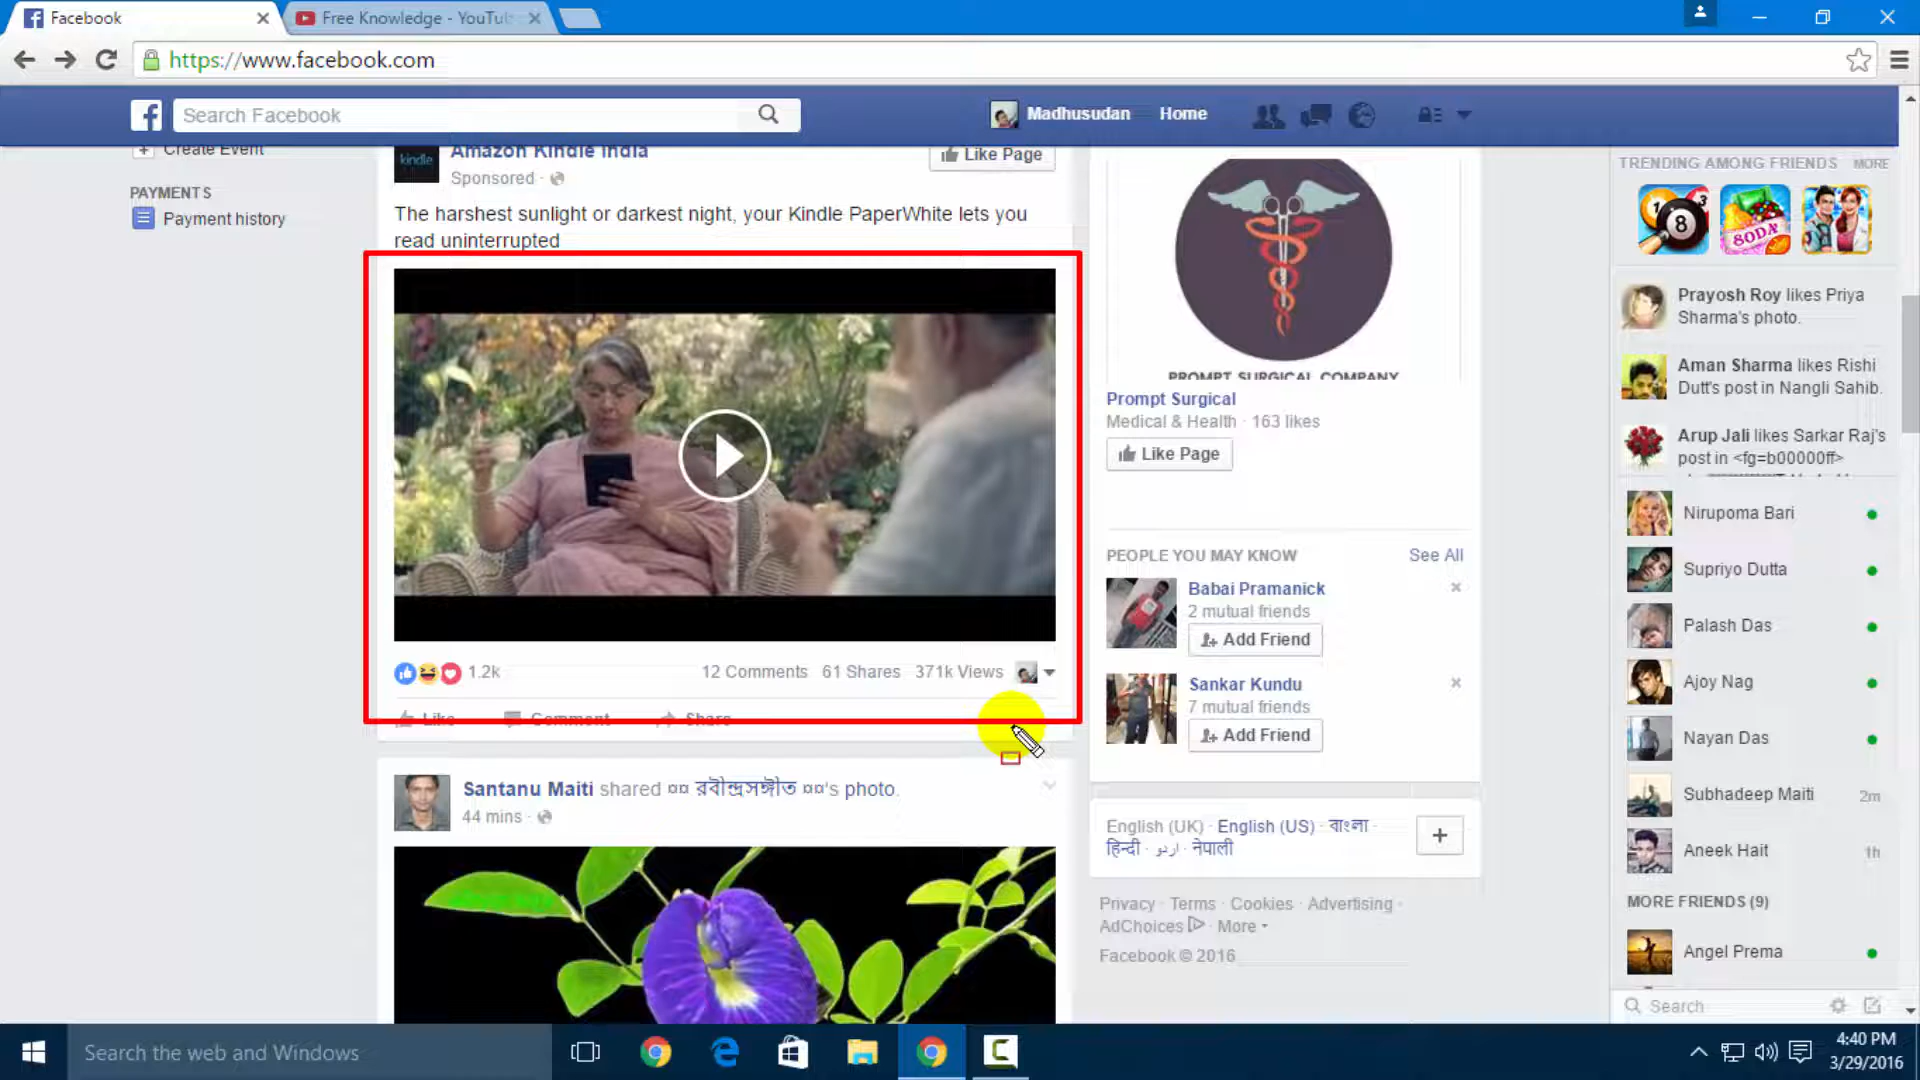 Facebook
Free Knowledge - YouTub
https://www.facebook.com
Search Facebook
Madhusudan
Home
Create Event
PAYMENTS
Payment history
kindle
Amazon Kindle India
Sponsored ·
Like Page
The harshest sunlight or darkest night, your Kindle PaperWhite lets you
read uninterrupted
1.2k
12 Comments 61 Shares 371k Views
Like Comment Share
Santanu Maiti shared ¤¤ রবীন্দ্রসঙ্গীত ¤¤'s photo.
44 mins ·
PROMPT SURGICAL COMPANY
Prompt Surgical
Medical & Health · 163 likes
Like Page
PEOPLE YOU MAY KNOW
See All
Babai Pramanick
2 mutual friends
Add Friend
Sankar Kundu
7 mutual friends
Add Friend
English (UK) · English (US) · বাংলা ·
हिन्दी · اردو · नेपाली
Privacy · Terms · Cookies · Advertising ·
AdChoices · More
Facebook © 2016
TRENDING AMONG FRIENDS
MORE
8
SODA
Prayosh Roy likes Priya
Sharma's photo.
Aman Sharma likes Rishi
Dutt's post in Nangli Sahib.
Arup Jali likes Sarkar Raj's
post in <fg=b00000ff>
Nirupoma Bari
Supriyo Dutta
Palash Das
Ajoy Nag
Nayan Das
Subhadeep Maiti 2m
Aneek Hait 1h
MORE FRIENDS (9)
Angel Prema
Search
Search the web and Windows
4:40 PM
3/29/2016